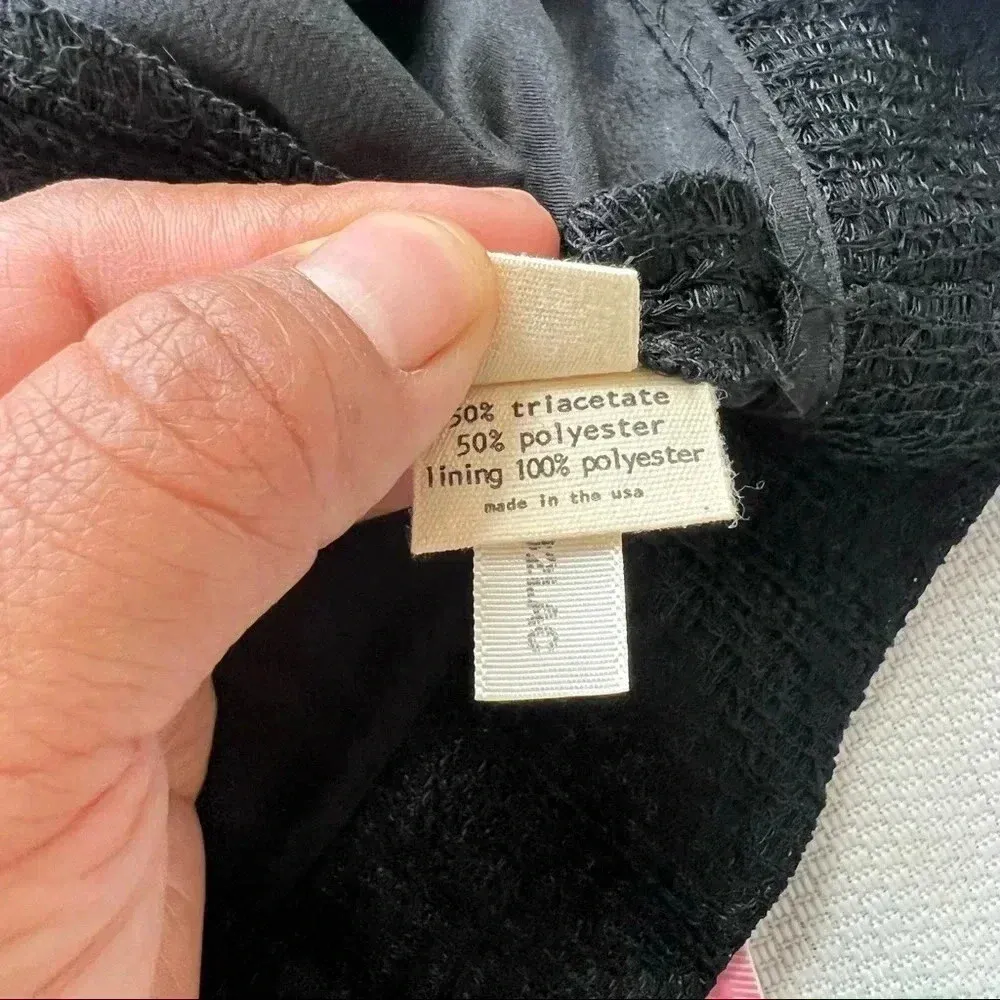 50% triacetate
50% polyester
lining 100% polyester
made in the usa